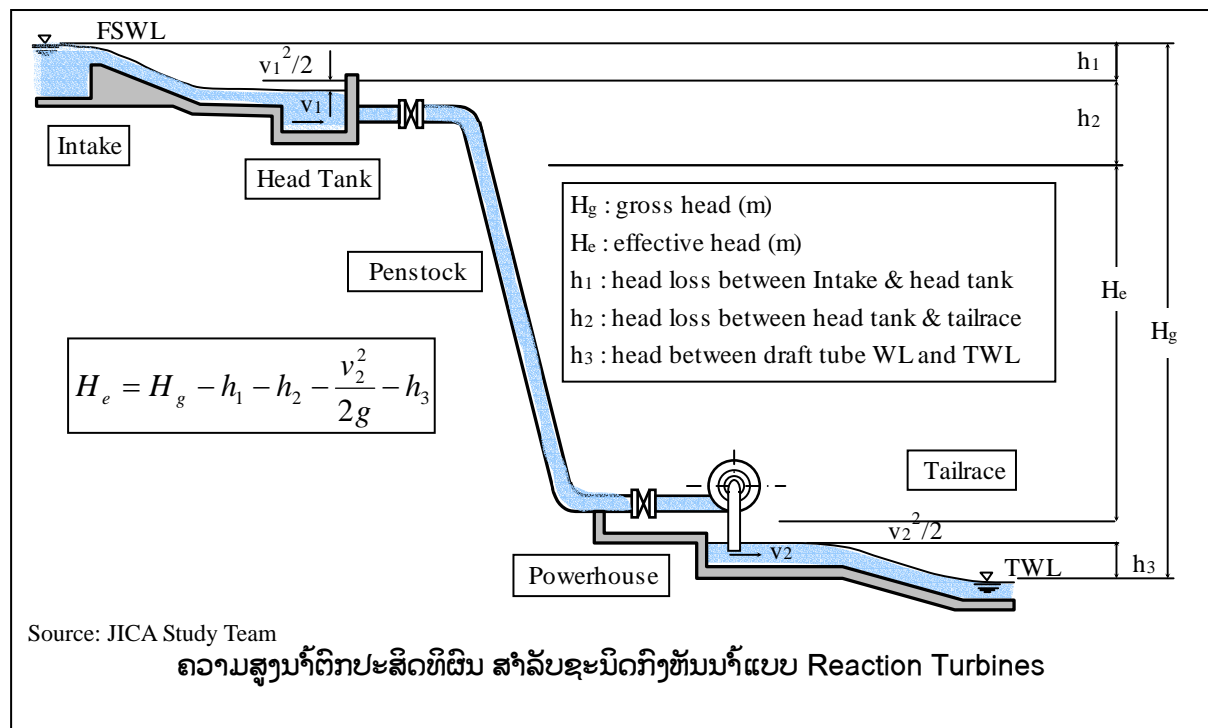 FSWL
v₁²/2
h₁
v₁
h₂
Intake
Head Tank
Hg : gross head (m)
He : effective head (m)
h₁ : head loss between Intake & head tank
h₂ : head loss between head tank & tailrace
h₃ : head between draft tube WL and TWL
Penstock
He
Hg
H_e = H_g − h₁ − h₂ − v₂²/2g − h₃
Tailrace
v₂²/2
v₂
Powerhouse
TWL
h₃
Source: JICA Study Team
ຄວາມສູງນ້ຳຕົກປະສິດທິຜົນ ສຳລັບຊະນິດກົງຫັນນ້ຳແບບ Reaction Turbines